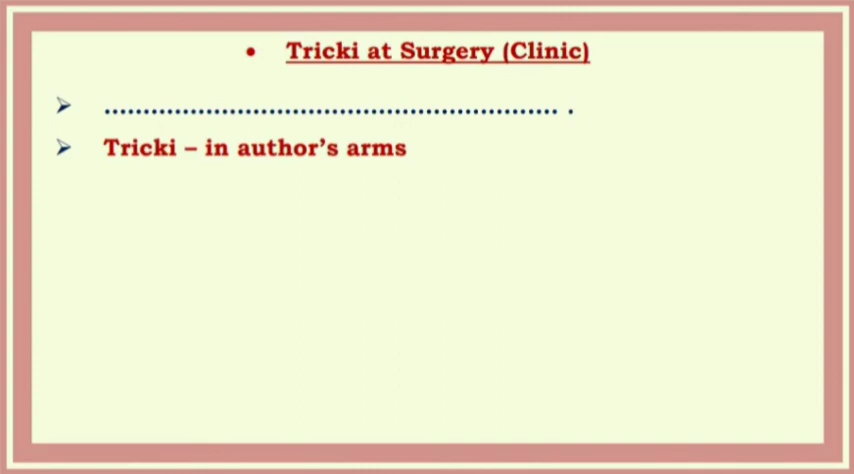 • Tricki at Surgery (Clinic)
➢ ........................................................... .
➢ Tricki – in author’s arms